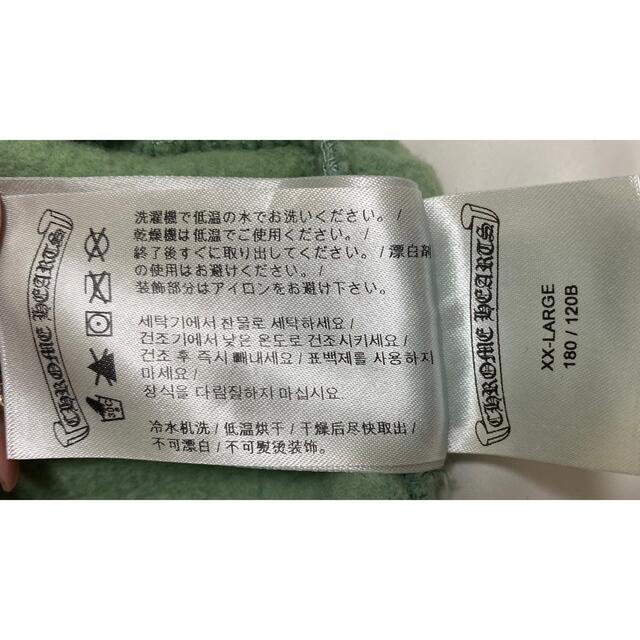 CHROME HEARTS
洗濯機で低温の水でお洗いください。/
乾燥機は低温でご使用ください。/
終了後すぐに取り出してください。/漂白剤
の使用はお避けください。/
装飾部分はアイロンをお避け下さい。
세탁기에서 찬물로 세탁하세요/
건조기에서 낮은 온도로 건조시키세요/
건조 후 즉시 빼내세요/ 표백제를 사용하지
마세요/
장식을 다림질하지 마십시요.
冷水机洗/低温烘干/干燥后尽快取出/
不可漂白/不可熨烫装饰。
30C
CHROME HEARTS
XX-LARGE
180 / 120B